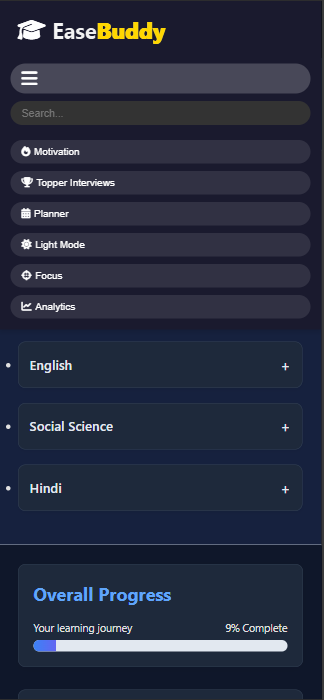 EaseBuddy
Search...
Motivation
Topper Interviews
Planner
Light Mode
Focus
Analytics
English +
Social Science +
Hindi +
Overall Progress
Your learning journey 9% Complete